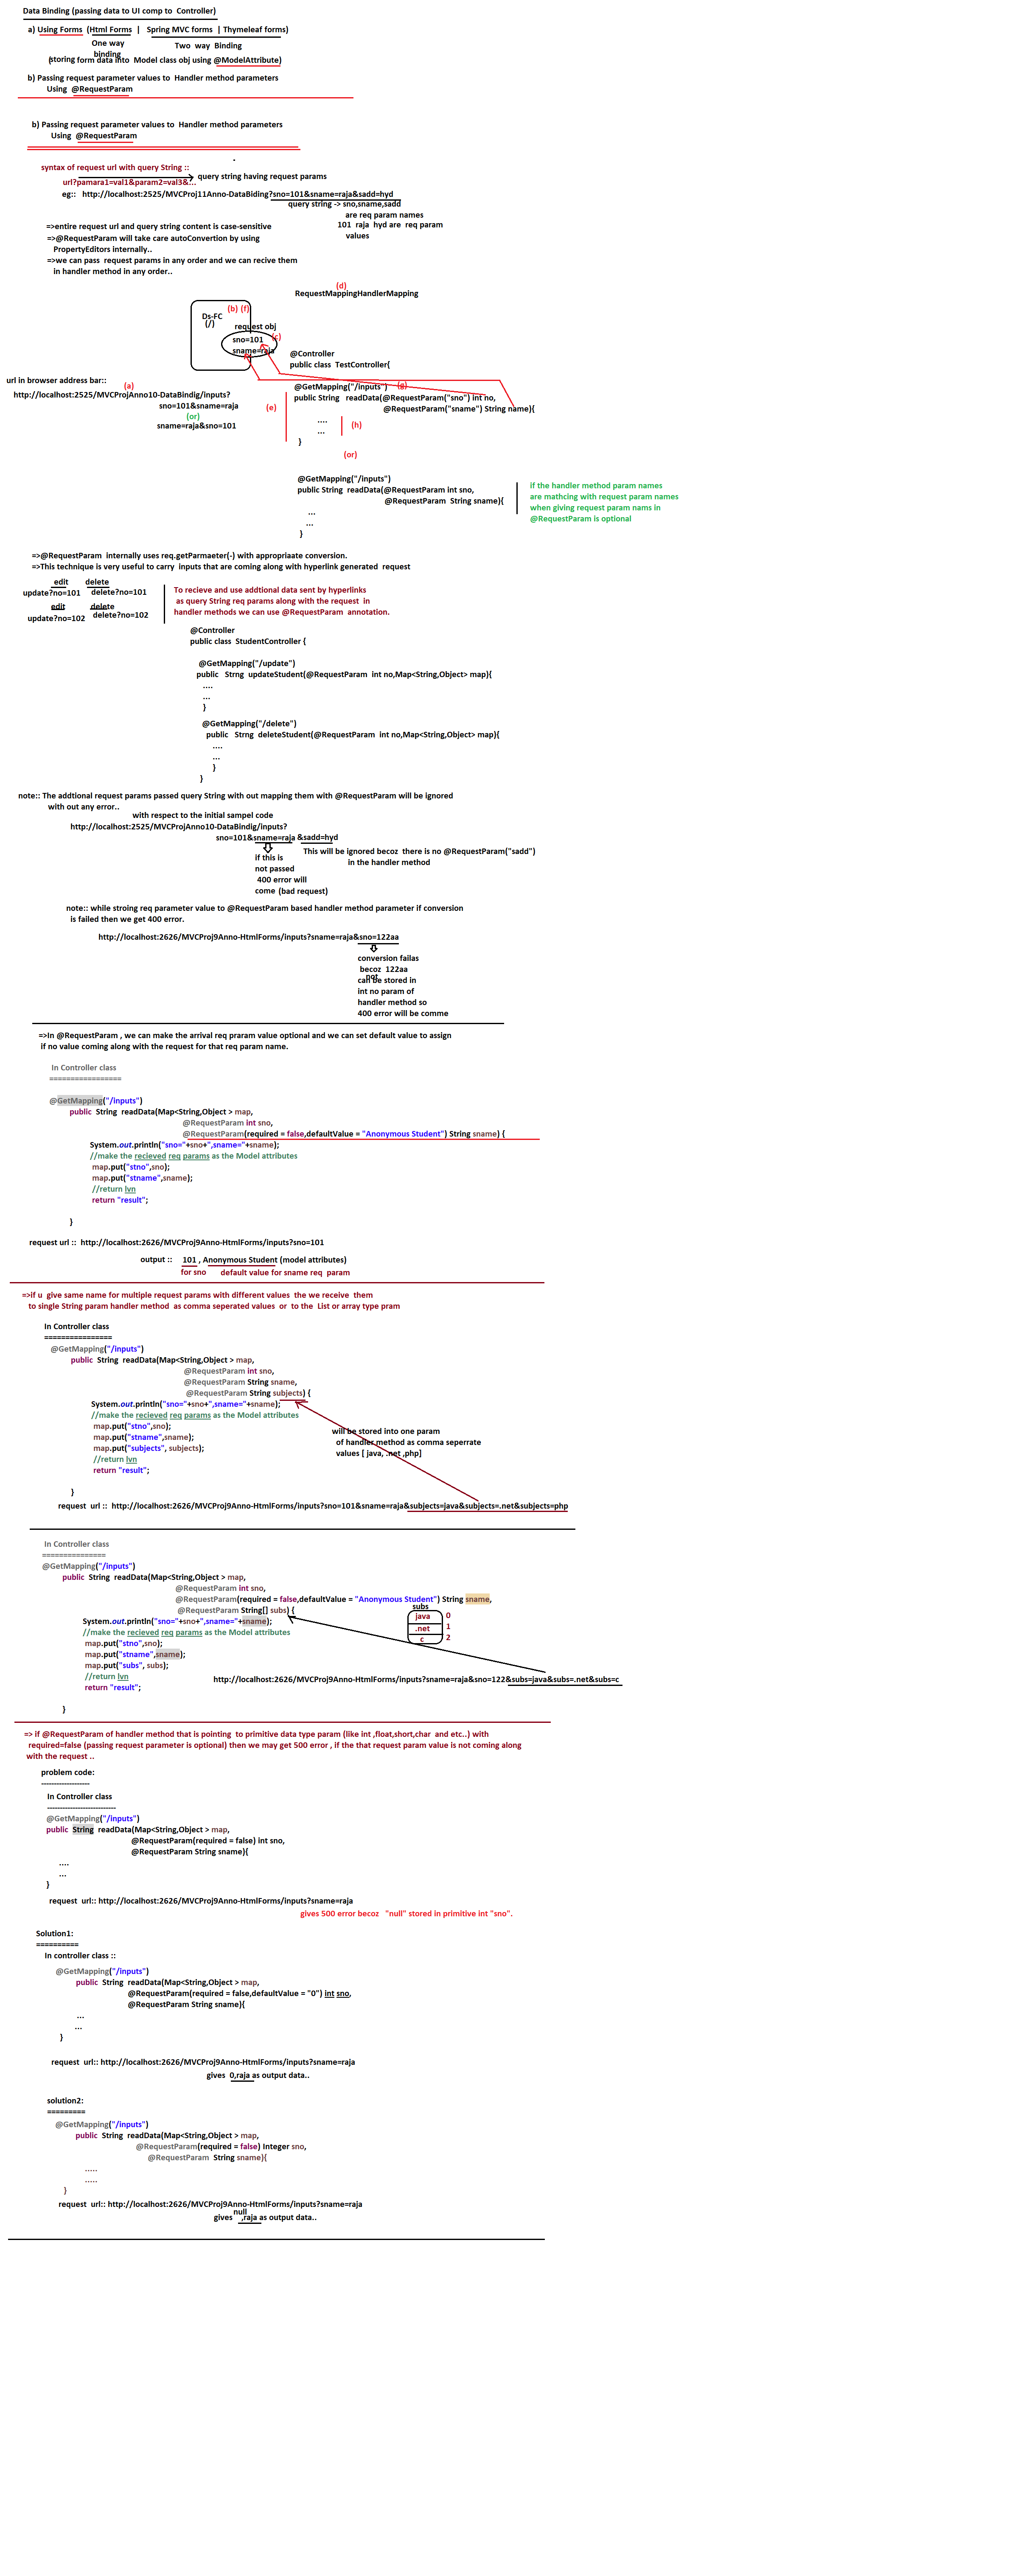 Data Binding (passing data to UI comp to  Controller)
a) Using Forms  (Html Forms  |   Spring MVC forms  | Thymeleaf forms)
One way
binding
Two  way  Binding
(storing form data into  Model class obj using @ModelAttribute)
b) Passing request parameter values to  Handler method parameters
Using  @RequestParam
b) Passing request parameter values to  Handler method parameters
Using  @RequestParam
syntax of request url with query String ::
query string having request params
url?pamara1=val1&param2=val3&...
eg::   http://localhost:2525/MVCProj11Anno-DataBiding?sno=101&sname=raja&sadd=hyd
query string -> sno,sname,sadd
are req param names
101  raja  hyd are  req param
values
=>entire request url and query string content is case-sensitive
=>@RequestParam will take care autoConvertion by using
PropertyEditors internally..
=>we can pass  request params in any order and we can recive them
in handler method in any order..
(d)
RequestMappingHandlerMapping
(b) (f)
Ds-FC
(/)
request obj
(c)
sno=101
sname=raja
@Controller
public class  TestController{
url in browser address bar::
(a)
http://localhost:2525/MVCProjAnno10-DataBindig/inputs?
sno=101&sname=raja
(or)
sname=raja&sno=101
(e)
@GetMapping("/inputs")
(g)
public String   readData(@RequestParam("sno") int no,
@RequestParam("sname") String name){
....
...
(h)
}
(or)
@GetMapping("/inputs")
public String  readData(@RequestParam int sno,
@RequestParam  String sname){
...
...
}
if the handler method param names
are mathcing with request param names
when giving request param nams in
@RequestParam is optional
=>@RequestParam  internally uses req.getParmaeter(-) with appropriaate conversion.
=>This technique is very useful to carry  inputs that are coming along with hyperlink generated  request
edit        delete
update?no=101     delete?no=101
edit            delete
update?no=102   delete?no=102
To recieve and use addtional data sent by hyperlinks
as query String req params along with the request  in
handler methods we can use @RequestParam  annotation.
@Controller
public class  StudentController {
@GetMapping("/update")
public   Strng  updateStudent(@RequestParam  int no,Map<String,Object> map){
....
...
}
@GetMapping("/delete")
public   Strng  deleteStudent(@RequestParam  int no,Map<String,Object> map){
....
...
}
}
note:: The addtional request params passed query String with out mapping them with @RequestParam will be ignored
with out any error..
with respect to the initial sampel code
http://localhost:2525/MVCProjAnno10-DataBindig/inputs?
sno=101&sname=raja &sadd=hyd
if this is
not passed
400 error will
come  (bad request)
This will be ignored becoz  there is no @RequestParam("sadd")
in the handler method
note:: while stroing req parameter value to @RequestParam based handler method parameter if conversion
is failed then we get 400 error.
http://localhost:2626/MVCProj9Anno-HtmlForms/inputs?sname=raja&sno=122aa
conversion failas
becoz  122aa
not
can be stored in
int no param of
handler method so
400 error will be comme
=>In @RequestParam , we can make the arrival req praram value optional and we can set default value to assign
if no value coming along with the request for that req param name.
In Controller class
=================
@GetMapping("/inputs")
public  String  readData(Map<String,Object > map,
@RequestParam int sno,
@RequestParam(required = false,defaultValue = "Anonymous Student") String sname) {
System.out.println("sno="+sno+",sname="+sname);
//make the recieved req params as the Model attributes
map.put("stno",sno);
map.put("stname",sname);
//return lvn
return "result";
}
request url ::  http://localhost:2626/MVCProj9Anno-HtmlForms/inputs?sno=101
output ::     101 , Anonymous Student (model attributes)
for sno       default value for sname req  param
=>if u  give same name for multiple request params with different values  the we receive  them
to single String param handler method  as comma seperated values  or  to the  List or array type pram
In Controller class
================
@GetMapping("/inputs")
public  String  readData(Map<String,Object > map,
@RequestParam int sno,
@RequestParam String sname,
@RequestParam String subjects) {
System.out.println("sno="+sno+",sname="+sname);
//make the recieved req params as the Model attributes
map.put("stno",sno);
map.put("stname",sname);
map.put("subjects", subjects);
//return lvn
return "result";
}
will be stored into one param
of handler method as comma seperrate
values [ java, .net ,php]
request  url ::  http://localhost:2626/MVCProj9Anno-HtmlForms/inputs?sno=101&sname=raja&subjects=java&subjects=.net&subjects=php
In Controller class
===============
@GetMapping("/inputs")
public  String  readData(Map<String,Object > map,
@RequestParam int sno,
@RequestParam(required = false,defaultValue = "Anonymous Student") String sname,
@RequestParam String[] subs) {
System.out.println("sno="+sno+",sname="+sname);
//make the recieved req params as the Model attributes
map.put("stno",sno);
map.put("stname",sname);
map.put("subs", subs);
//return lvn
return "result";
}
subs
java 0
.net 1
c 2
http://localhost:2626/MVCProj9Anno-HtmlForms/inputs?sname=raja&sno=122&subs=java&subs=.net&subs=c
=> if @RequestParam of handler method that is pointing  to primitive data type param (like int ,float,short,char  and etc..) with
required=false (passing request parameter is optional) then we may get 500 error , if the that request param value is not coming along
with the request ..
problem code:
-------------------
In Controller class
---------------------------
@GetMapping("/inputs")
public  String  readData(Map<String,Object > map,
@RequestParam(required = false) int sno,
@RequestParam String sname){
....
...
}
request  url:: http://localhost:2626/MVCProj9Anno-HtmlForms/inputs?sname=raja
gives 500 error becoz   "null" stored in primitive int "sno".
Solution1:
==========
In controller class ::
@GetMapping("/inputs")
public  String  readData(Map<String,Object > map,
@RequestParam(required = false,defaultValue = "0") int sno,
@RequestParam String sname){
...
...
}
request  url:: http://localhost:2626/MVCProj9Anno-HtmlForms/inputs?sname=raja
gives  0,raja as output data..
solution2:
=========
@GetMapping("/inputs")
public  String  readData(Map<String,Object > map,
@RequestParam(required = false) Integer sno,
@RequestParam  String sname){
.....
.....
}
request  url:: http://localhost:2626/MVCProj9Anno-HtmlForms/inputs?sname=raja
null
gives    ,raja as output data..